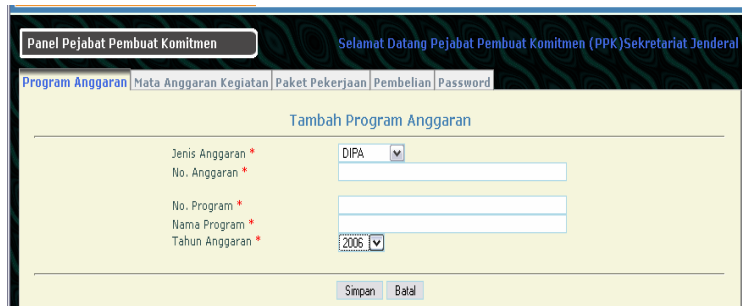 Panel Pejabat Pembuat Komitmen
Selamat Datang Pejabat Pembuat Komitmen (PPK)Sekretariat Jenderal
Program Anggaran Mata Anggaran Kegiatan Paket Pekerjaan Pembelian Password
Tambah Program Anggaran
Jenis Anggaran * DIPA
No. Anggaran *
No. Program *
Nama Program *
Tahun Anggaran * 2006
Simpan Batal